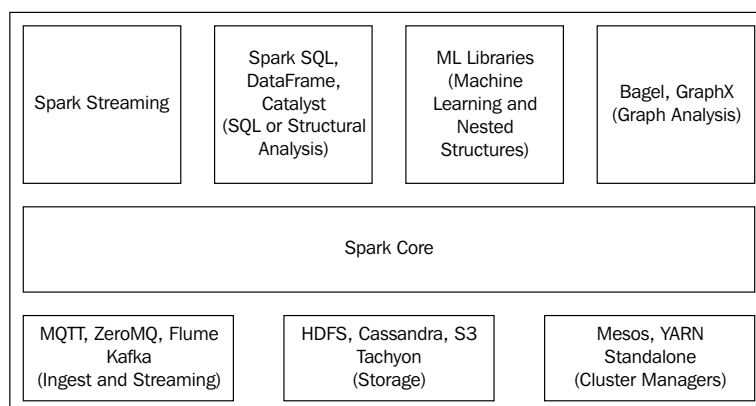 Spark Streaming
Spark SQL,
DataFrame,
Catalyst
(SQL or Structural
Analysis)
ML Libraries
(Machine
Learning and
Nested
Structures)
Bagel, GraphX
(Graph Analysis)
Spark Core
MQTT, ZeroMQ, Flume
Kafka
(Ingest and Streaming)
HDFS, Cassandra, S3
Tachyon
(Storage)
Mesos, YARN
Standalone
(Cluster Managers)